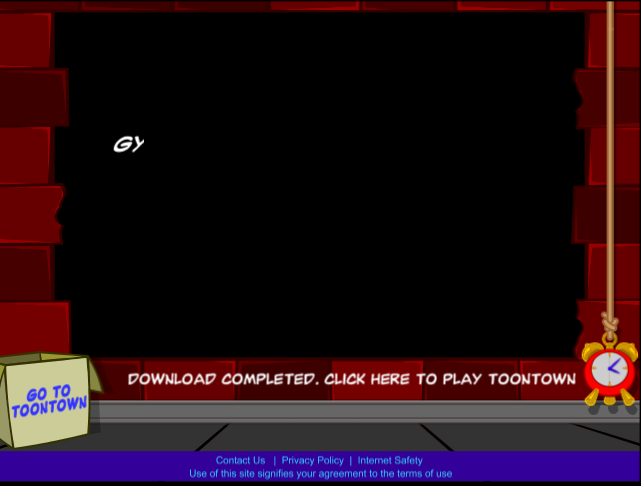 GY
DOWNLOAD COMPLETED. CLICK HERE TO PLAY TOONTOWN
GO TO
TOONTOWN
Contact Us | Privacy Policy | Internet Safety
Use of this site signifies your agreement to the terms of use